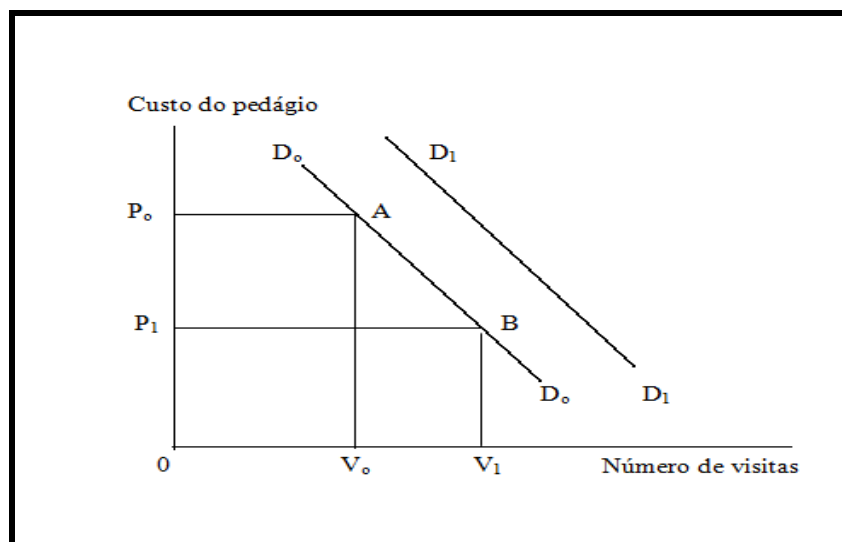 Custo do pedágio
Dₒ
D₁
Pₒ
A
P₁
B
Dₒ
D₁
0
Vₒ
V₁
Número de visitas